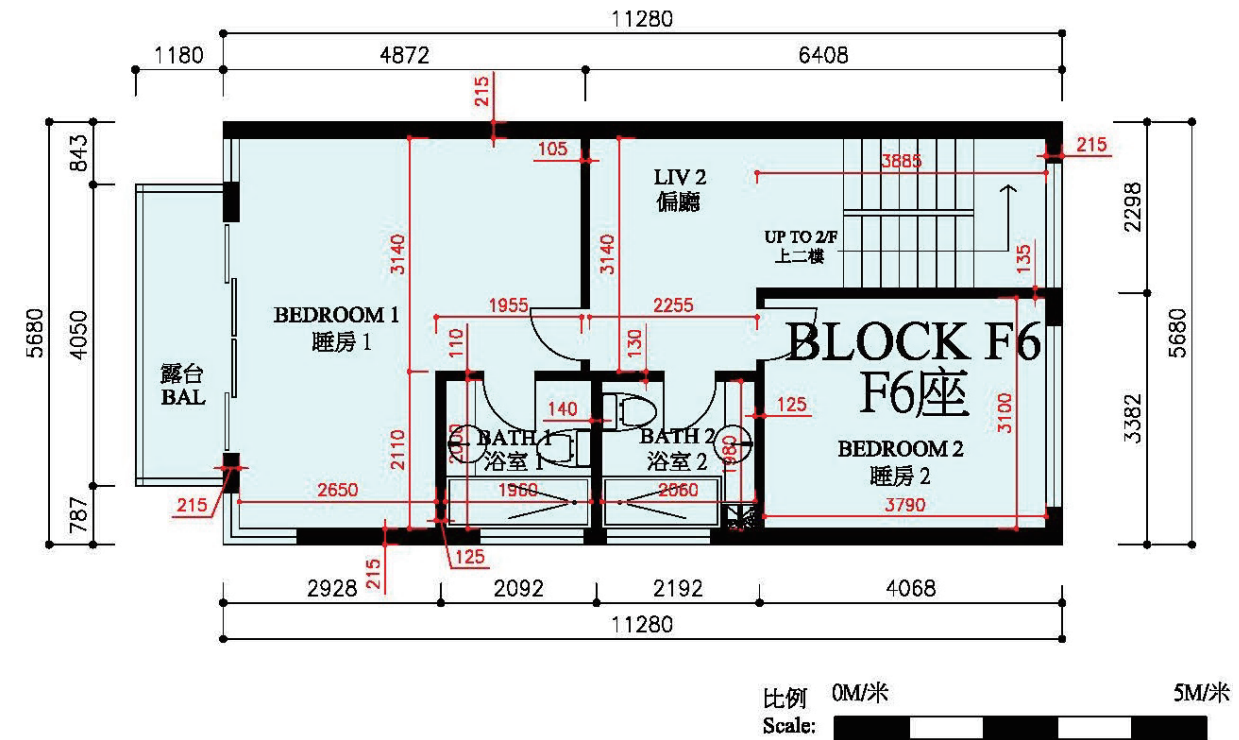 11280
1180
4872
6408
215
843
105
3885
215
LIV 2
偏廳
2298
UP TO 2/F
上二樓
3140
3140
135
1955
2255
BEDROOM 1
睡房 1
BLOCK F6
F6座
5680
4050
110
130
5680
露台
BAL
140
125
3100
3382
BATH 1
浴室 1
BATH 2
浴室 2
BEDROOM 2
睡房 2
2110
2000
1980
2650
1960
2060
3790
215
787
215
125
2928
2092
2192
4068
11280
比例
Scale:
0M/米
5M/米